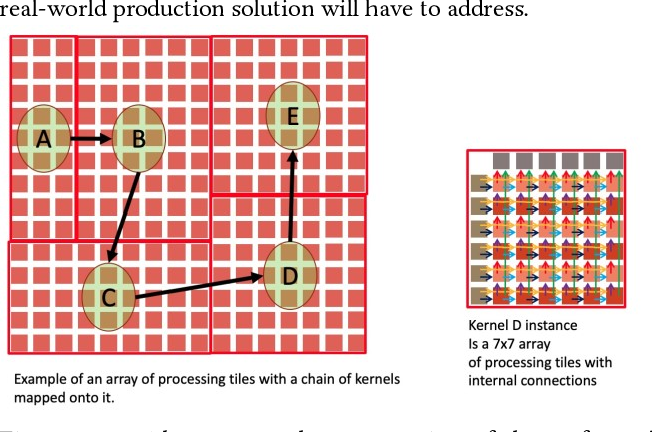 real-world production solution will have to address.
A
B
E
C
D
Example of an array of processing tiles with a chain of kernels
mapped onto it.
Kernel D instance
Is a 7x7 array
of processing tiles with
internal connections